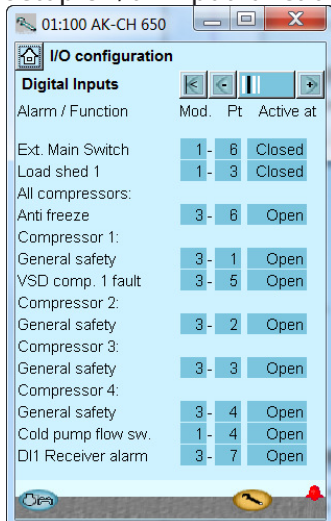 01:100 AK-CH 650
I/O configuration
Digital Inputs
Alarm / Function Mod. Pt Active at
Ext. Main Switch 1 - 6 Closed
Load shed 1 1 - 3 Closed
All compressors:
Anti freeze 3 - 6 Open
Compressor 1:
General safety 3 - 1 Open
VSD comp. 1 fault 3 - 5 Open
Compressor 2:
General safety 3 - 2 Open
Compressor 3:
General safety 3 - 3 Open
Compressor 4:
General safety 3 - 4 Open
Cold pump flow sw. 1 - 4 Open
DI1 Receiver alarm 3 - 7 Open